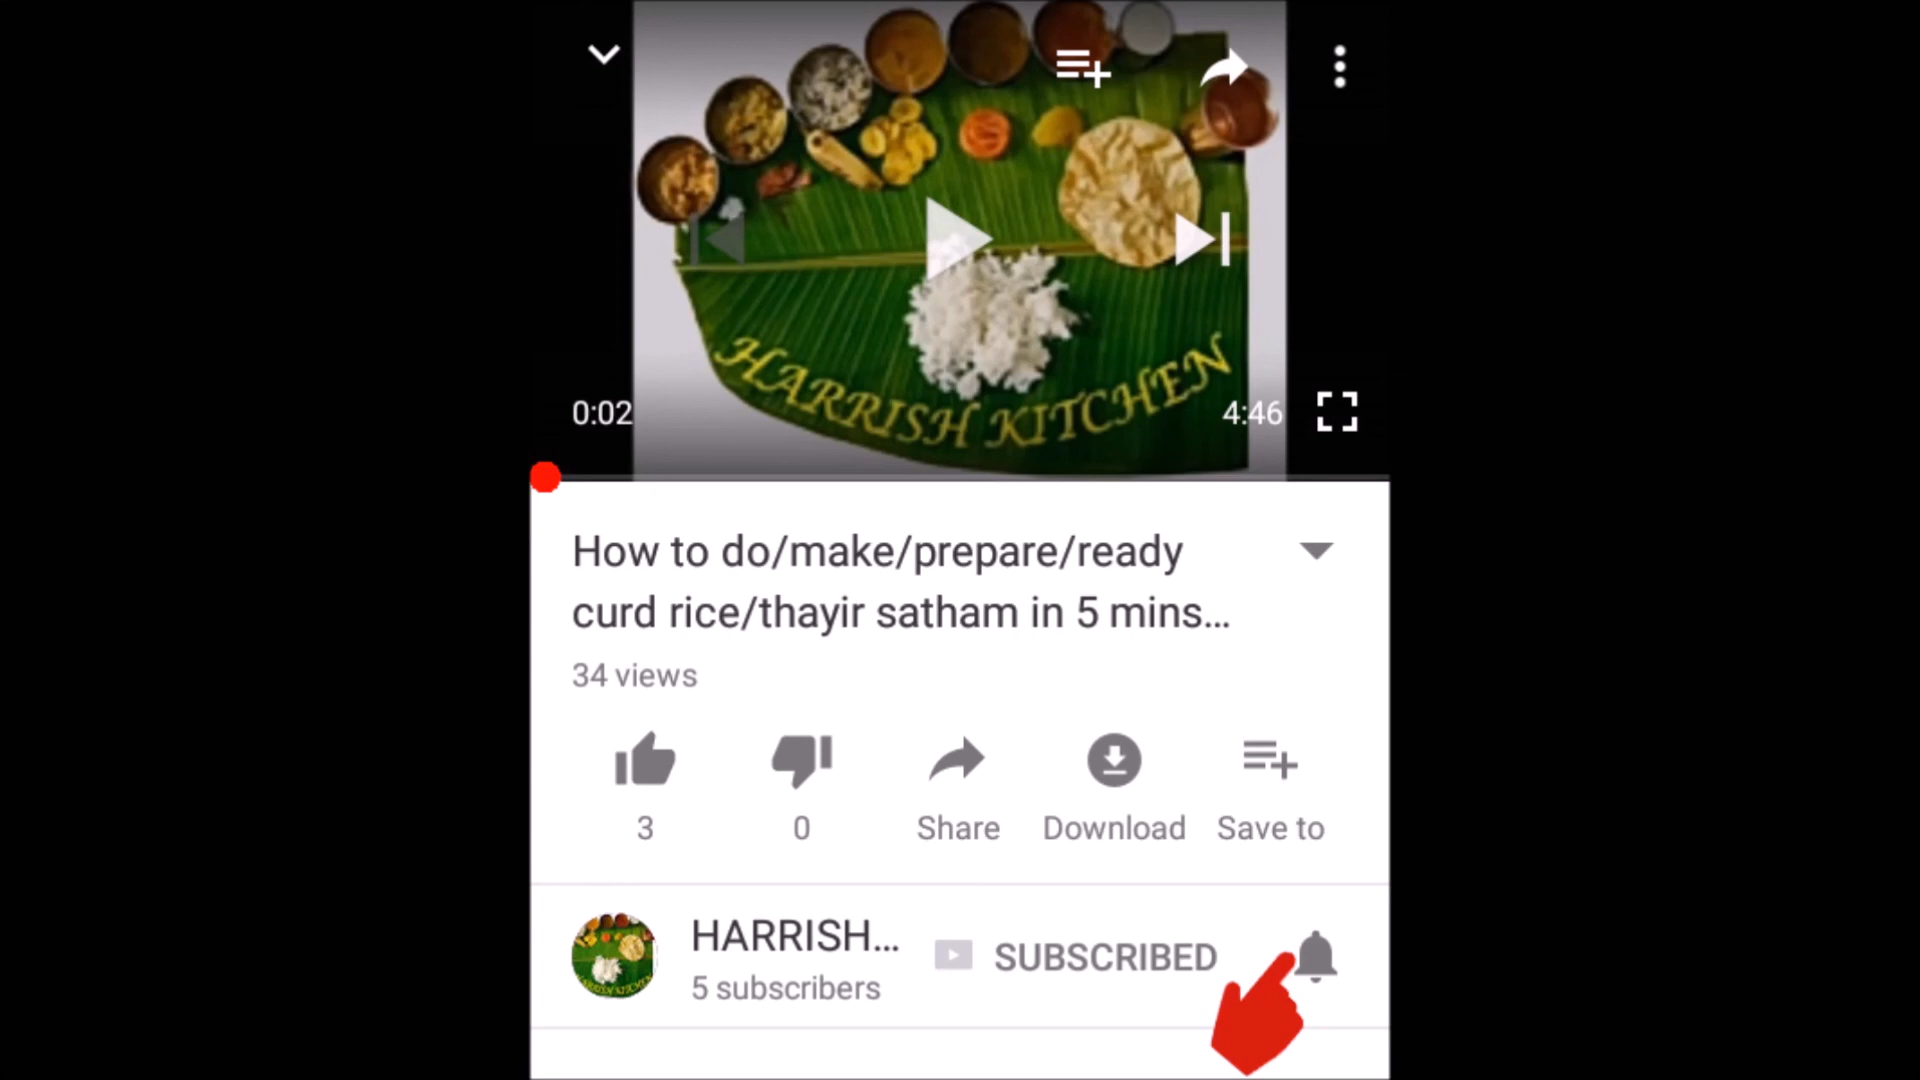 HARRISH KITCHEN
0:02
4:46
How to do/make/prepare/ready
curd rice/thayir satham in 5 mins...
34 views
3
0
Share
Download
Save to
HARRISH...
SUBSCRIBED
5 subscribers